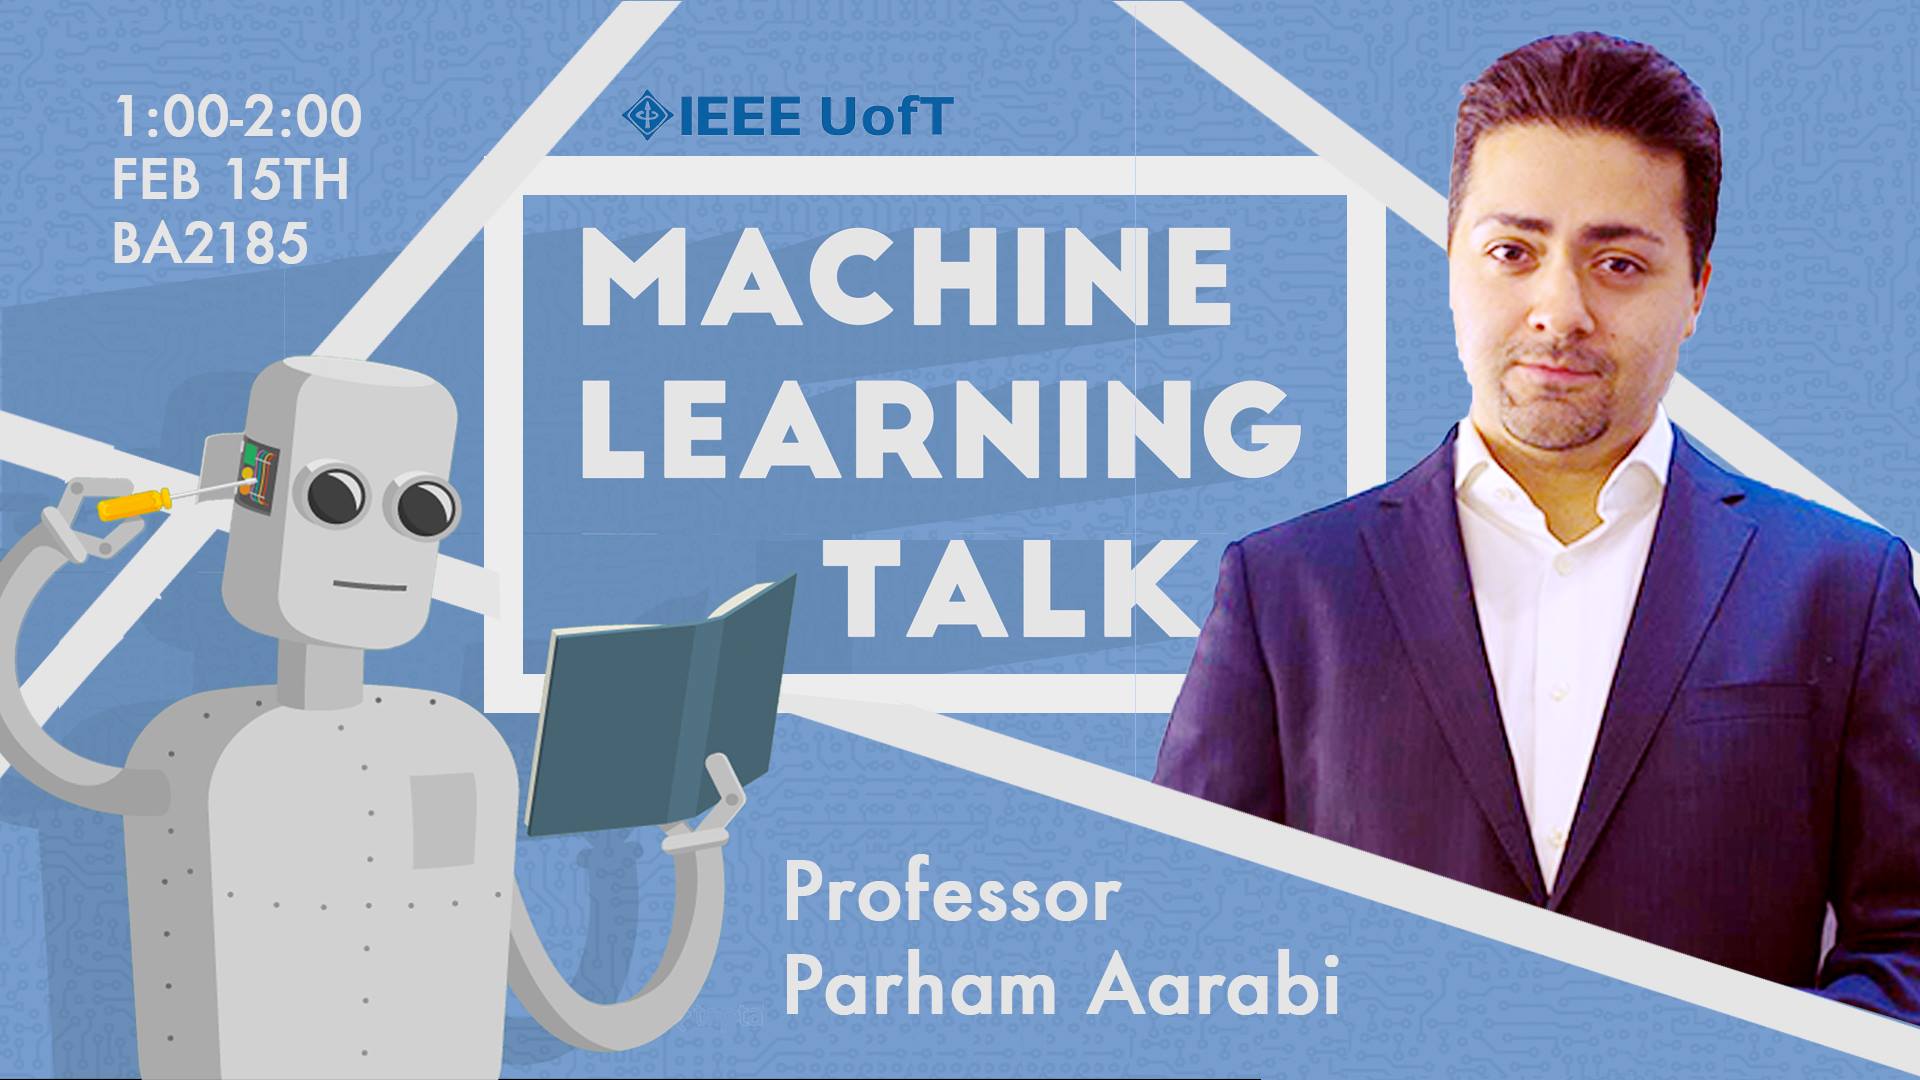 1:00-2:00
FEB 15TH
BA2185
IEEE UofT
MACHINE
LEARNING
TALK
Professor
Parham Aarabi